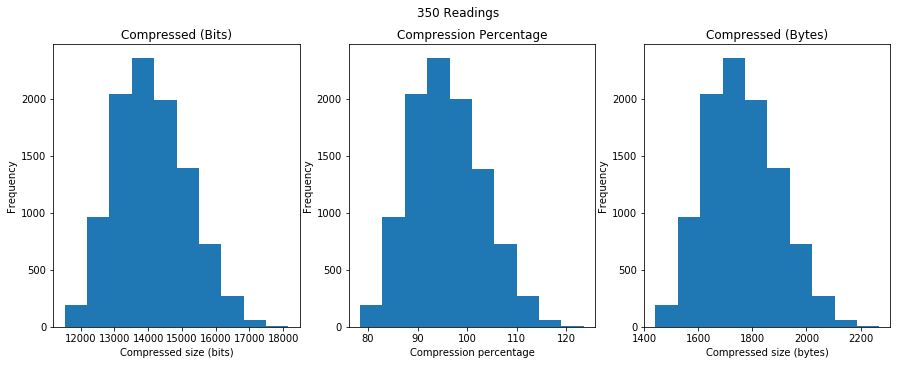 350 Readings
Compressed (Bits)
Frequency
2000
1500
1000
500
0
12000 13000 14000 15000 16000 17000 18000
Compressed size (bits)
Compression Percentage
Frequency
2000
1500
1000
500
0
80 90 100 110 120
Compression percentage
Compressed (Bytes)
Frequency
2000
1500
1000
500
0
1400 1600 1800 2000 2200
Compressed size (bytes)